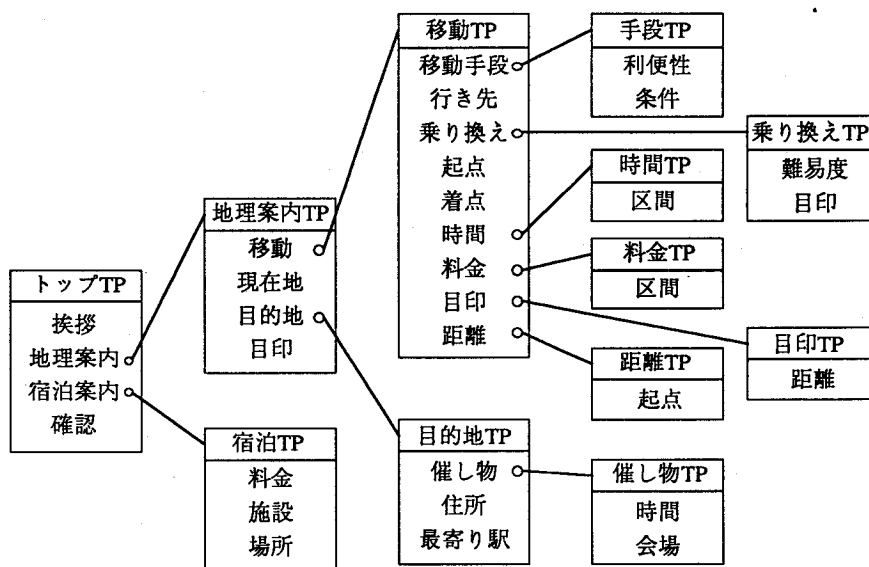 トップTP
挨拶
地理案内
宿泊案内
確認
地理案内TP
移動
現在地
目的地
目印
宿泊TP
料金
施設
場所
移動TP
移動手段
行き先
乗り換え
起点
着点
時間
料金
目印
距離
目的地TP
催し物
住所
最寄り駅
手段TP
利便性
条件
時間TP
区間
料金TP
区間
距離TP
起点
催し物TP
時間
会場
乗り換えTP
難易度
目印
目印TP
距離